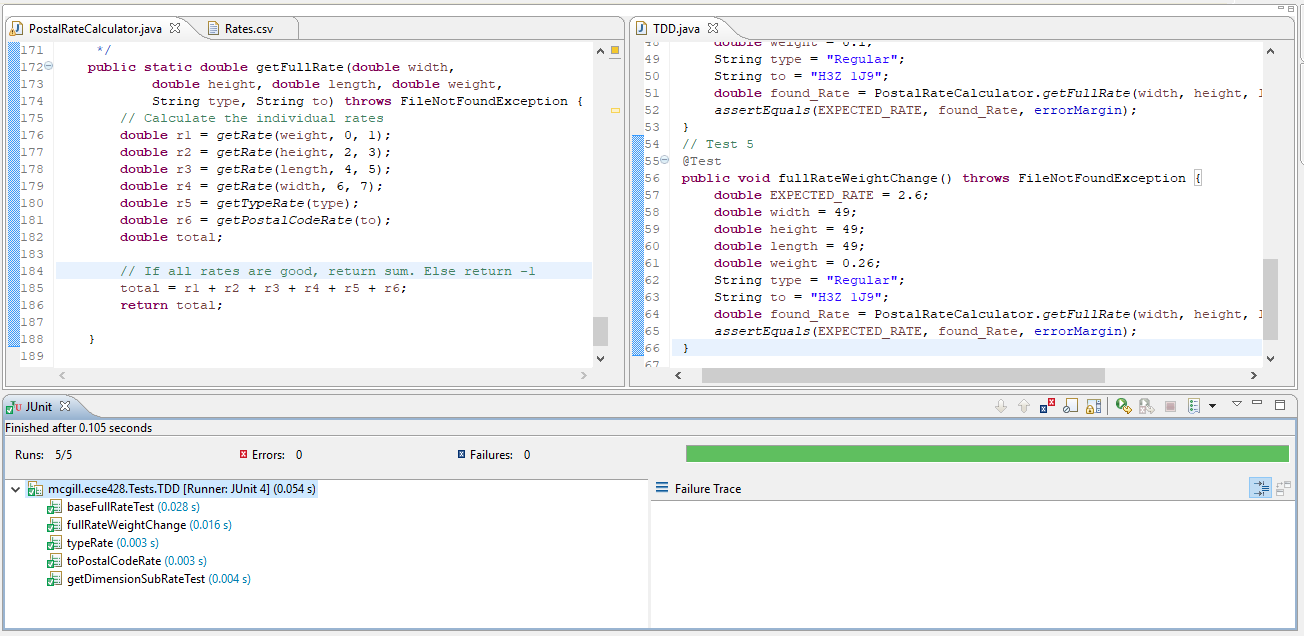 PostalRateCalculator.java
Rates.csv
171 */
172 public static double getFullRate(double width,
173 double height, double length, double weight,
174 String type, String to) throws FileNotFoundException {
175 // Calculate the individual rates
176 double r1 = getRate(weight, 0, 1);
177 double r2 = getRate(height, 2, 3);
178 double r3 = getRate(length, 4, 5);
179 double r4 = getRate(width, 6, 7);
180 double r5 = getTypeRate(type);
181 double r6 = getPostalCodeRate(to);
182 double total;
183
184 // If all rates are good, return sum. Else return -1
185 total = r1 + r2 + r3 + r4 + r5 + r6;
186 return total;
187
188 }
189
TDD.java
48 double weight = 0.1;
49 String type = "Regular";
50 String to = "H3Z 1J9";
51 double found_Rate = PostalRateCalculator.getFullRate(width, height, l
52 assertEquals(EXPECTED_RATE, found_Rate, errorMargin);
53 }
54 // Test 5
55 @Test
56 public void fullRateWeightChange() throws FileNotFoundException {
57 double EXPECTED_RATE = 2.6;
58 double width = 49;
59 double height = 49;
60 double length = 49;
61 double weight = 0.26;
62 String type = "Regular";
63 String to = "H3Z 1J9";
64 double found_Rate = PostalRateCalculator.getFullRate(width, height, l
65 assertEquals(EXPECTED_RATE, found_Rate, errorMargin);
66 }
67
JUnit
Finished after 0.105 seconds
Runs: 5/5 Errors: 0 Failures: 0
mcgill.ecse428.Tests.TDD [Runner: JUnit 4] (0.054 s)
baseFullRateTest (0.028 s)
fullRateWeightChange (0.016 s)
typeRate (0.003 s)
toPostalCodeRate (0.003 s)
getDimensionSubRateTest (0.004 s)
Failure Trace